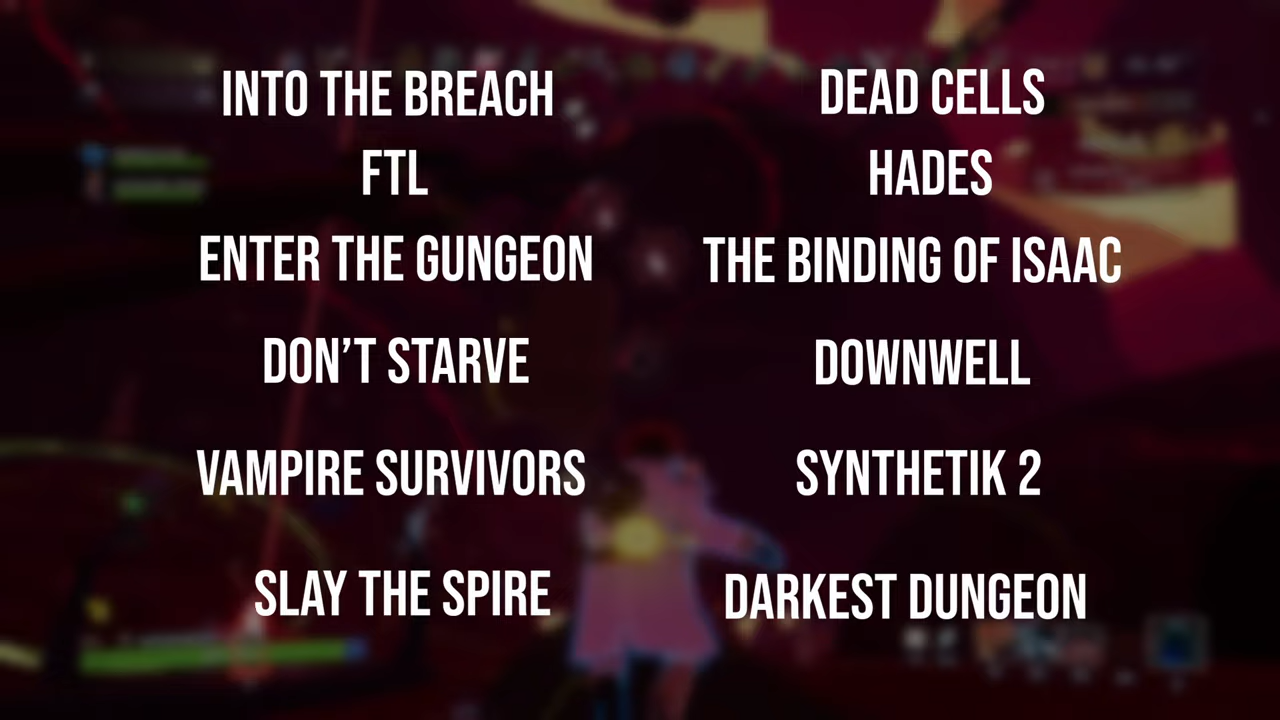 INTO THE BREACH
FTL
ENTER THE GUNGEON
DON'T STARVE
VAMPIRE SURVIVORS
SLAY THE SPIRE
DEAD CELLS
HADES
THE BINDING OF ISAAC
DOWNWELL
SYNTHETIK 2
DARKEST DUNGEON